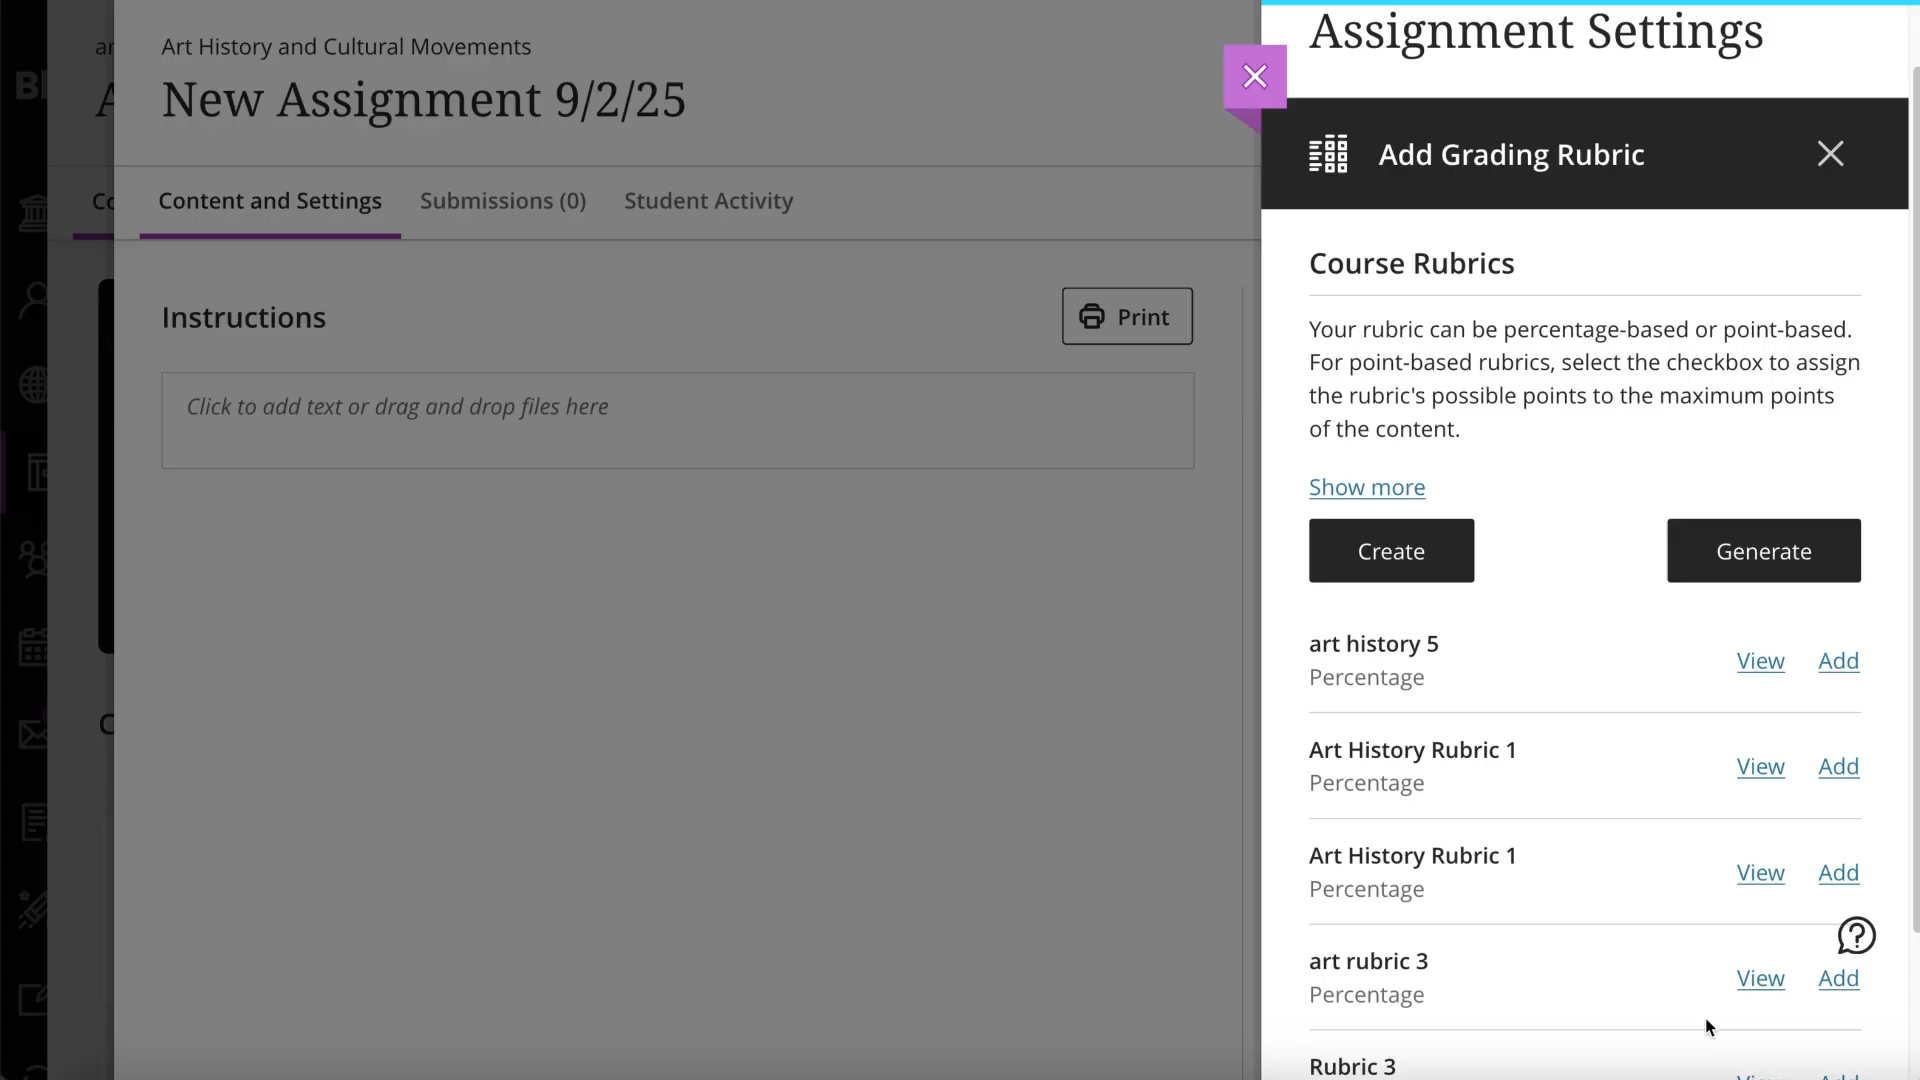 Art History and Cultural Movements
New Assignment 9/2/25
Content and Settings
Submissions (0)
Student Activity
Instructions
Print
Click to add text or drag and drop files here
Assignment Settings
Add Grading Rubric
Course Rubrics
Your rubric can be percentage-based or point-based.
For point-based rubrics, select the checkbox to assign
the rubric's possible points to the maximum points
of the content.
Show more
Create
Generate
art history 5
Percentage
View Add
Art History Rubric 1
Percentage
View Add
Art History Rubric 1
Percentage
View Add
art rubric 3
Percentage
View Add
Rubric 3